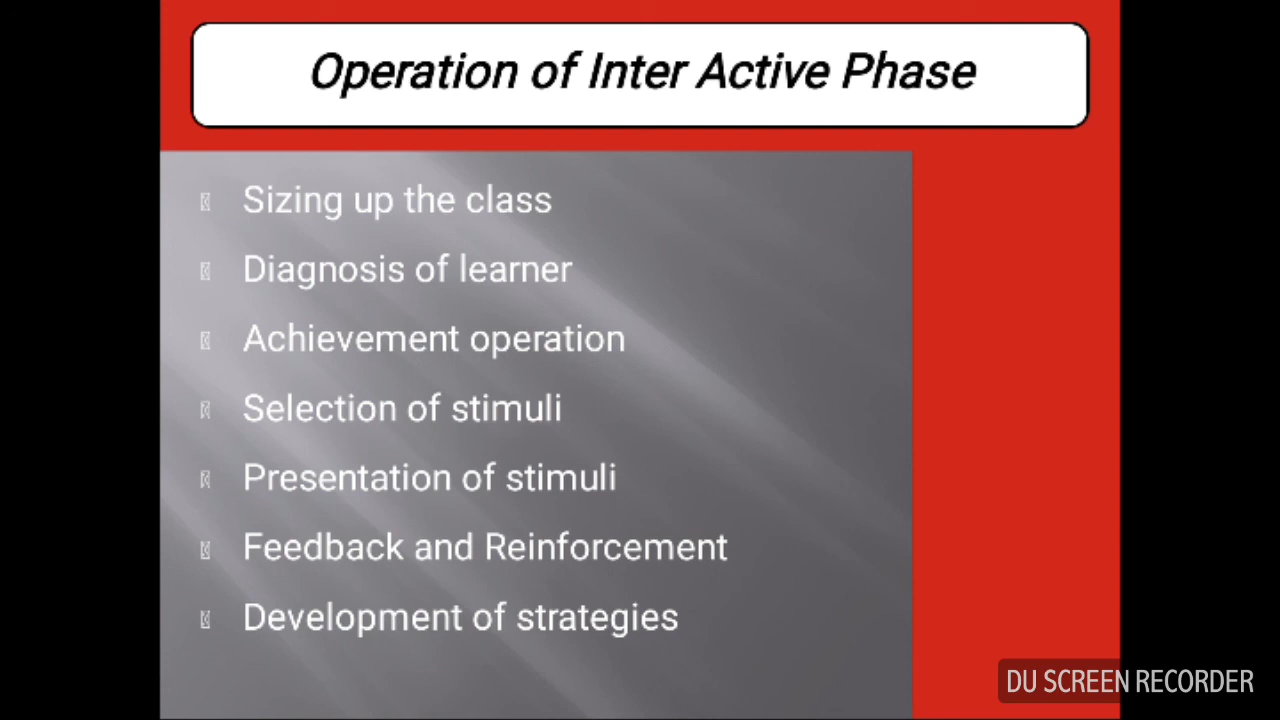 Operation of Inter Active Phase
Sizing up the class
Diagnosis of learner
Achievement operation
Selection of stimuli
Presentation of stimuli
Feedback and Reinforcement
Development of strategies
DU SCREEN RECORDER